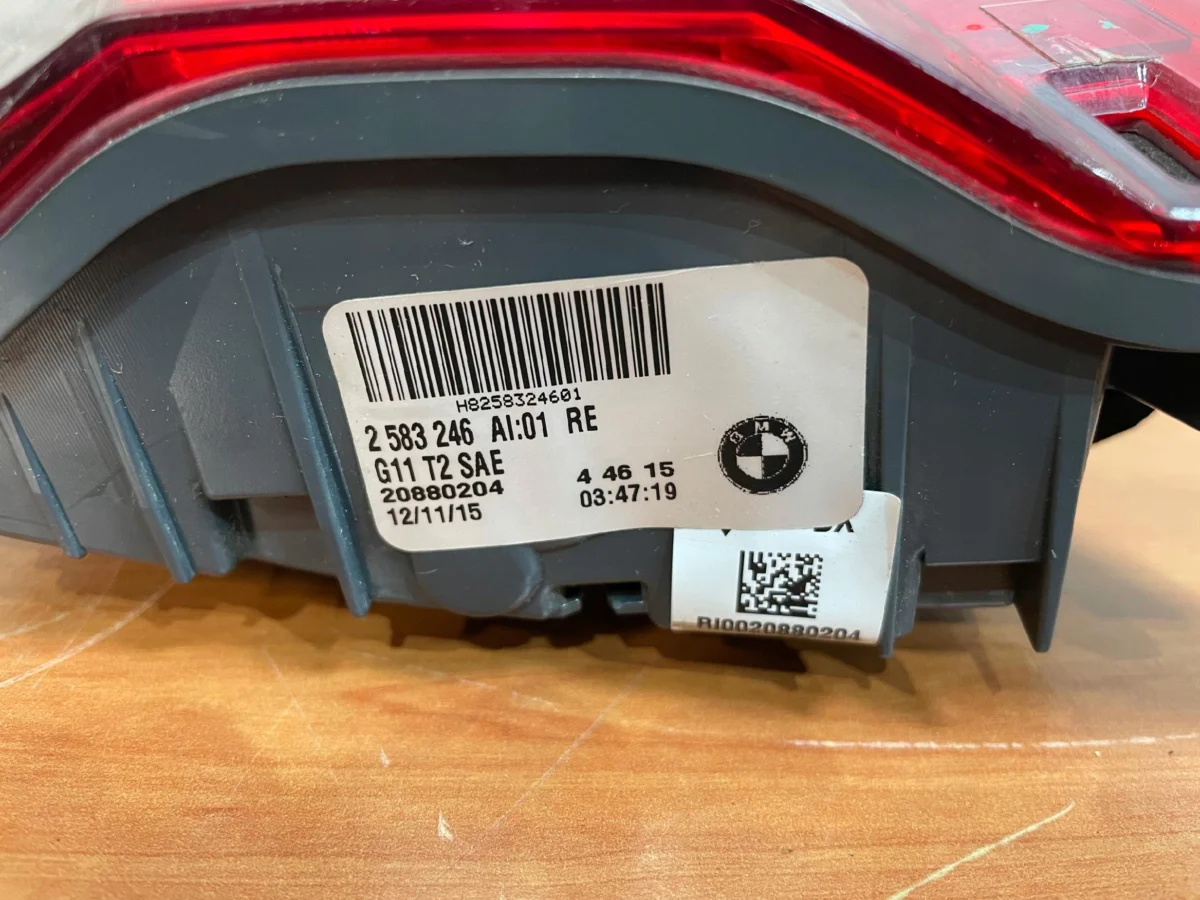 H8258324601
2 583 246 AI:01 RE
G11 T2 SAE
20880204
4 46 15
12/11/15
03:47:19
BMW
RI0020880204